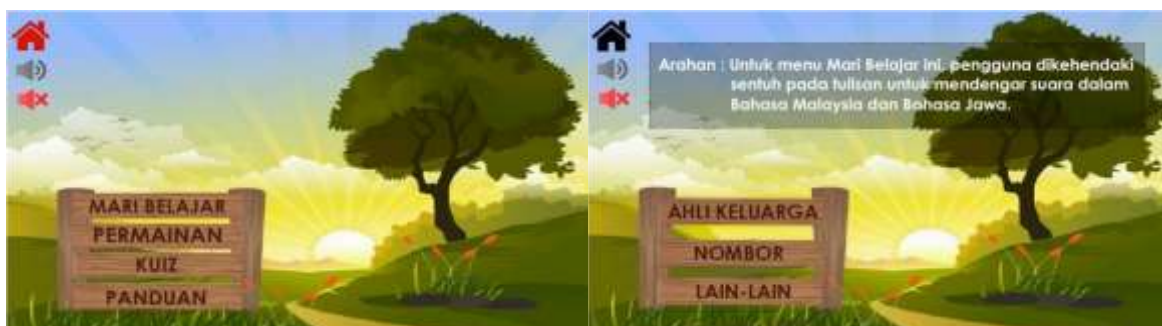 MARI BELAJAR
PERMAINAN
KUIZ
PANDUAN
Arahan : Untuk menu Mari Belajar ini, pengguna dikehendaki
sentuh pada tulisan untuk mendengar suara dalam
Bahasa Malaysia dan Bahasa Jawa.
AHLI KELUARGA
NOMBOR
LAIN-LAIN